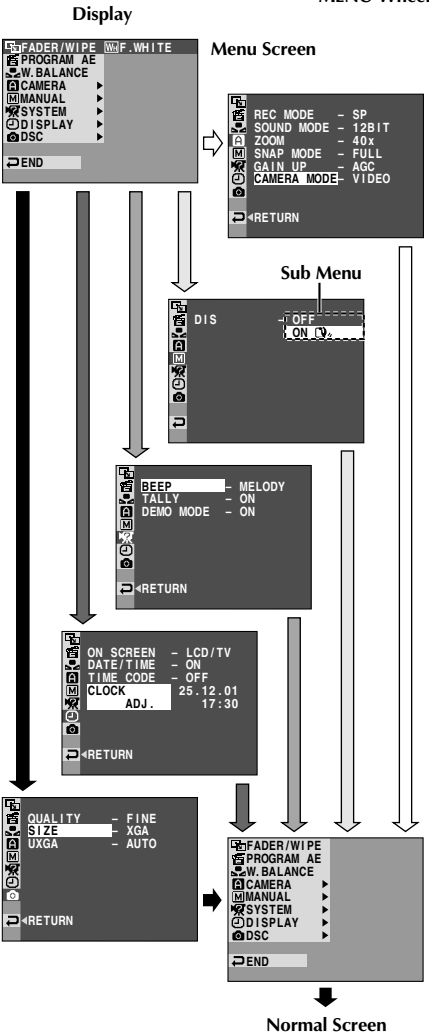 MENU Wheel
Display
FADER/WIPE WH F.WHITE
PROGRAM AE
W.BALANCE
A CAMERA
M MANUAL
SYSTEM
DISPLAY
DSC
END
Menu Screen
REC MODE – SP
SOUND MODE – 12BIT
ZOOM – 40x
SNAP MODE – FULL
GAIN UP – AGC
CAMERA MODE – VIDEO
A
M
RETURN
Sub Menu
DIS – OFF
ON
A
M
BEEP – MELODY
TALLY – ON
DEMO MODE – ON
A
M
RETURN
ON SCREEN – LCD/TV
DATE/TIME – ON
TIME CODE – OFF
CLOCK 25.12.01
ADJ. 17:30
A
M
RETURN
QUALITY – FINE
SIZE – XGA
UXGA – AUTO
A
M
RETURN
FADER/WIPE
PROGRAM AE
W.BALANCE
A CAMERA
M MANUAL
SYSTEM
DISPLAY
DSC
END
Normal Screen